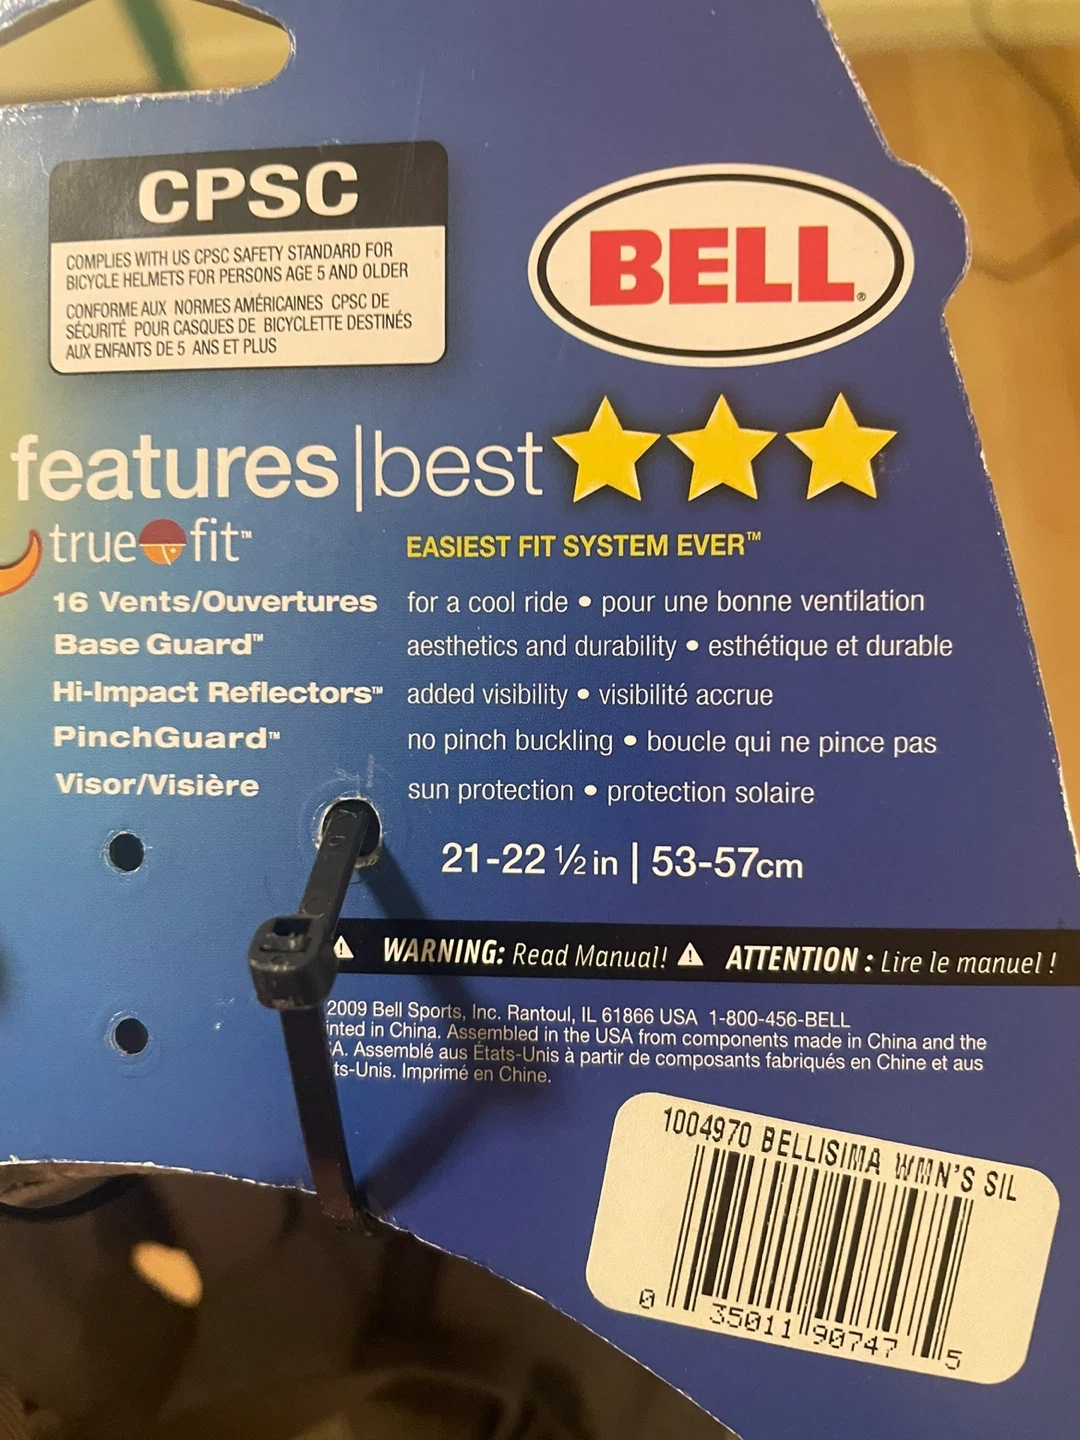 CPSC
COMPLIES WITH US CPSC SAFETY STANDARD FOR
BICYCLE HELMETS FOR PERSONS AGE 5 AND OLDER
CONFORME AUX NORMES AMÉRICAINES CPSC DE
SÉCURITÉ POUR CASQUES DE BICYCLETTE DESTINÉS
AUX ENFANTS DE 5 ANS ET PLUS
BELL®
features|best
true fit™ EASIEST FIT SYSTEM EVER™
16 Vents/Ouvertures for a cool ride • pour une bonne ventilation
Base Guard™ aesthetics and durability • esthétique et durable
Hi-Impact Reflectors™ added visibility • visibilité accrue
PinchGuard™ no pinch buckling • boucle qui ne pince pas
Visor/Visière sun protection • protection solaire
21-22 ½ in | 53-57cm
WARNING: Read Manual! ATTENTION : Lire le manuel !
2009 Bell Sports, Inc. Rantoul, IL 61866 USA 1-800-456-BELL
inted in China. Assembled in the USA from components made in China and the
A. Assemblé aus États-Unis à partir de composants fabriqués en Chine et aus
ts-Unis. Imprimé en Chine.
1004970 BELLISIMA WMN'S SIL
0 35011 90747 5